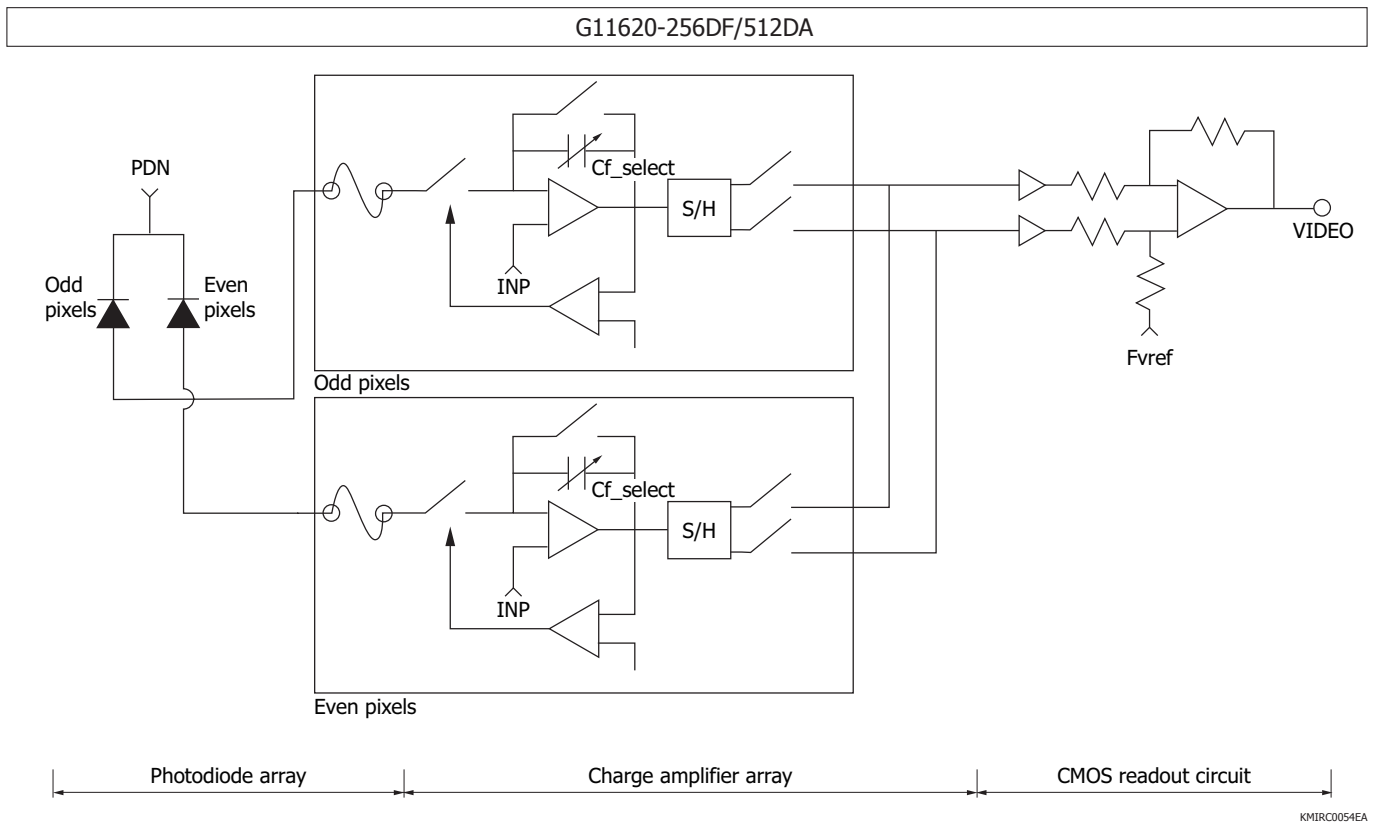 G11620-256DF/512DA
PDN
Odd
pixels
Even
pixels
Cf_select
S/H
INP
Odd pixels
Cf_select
S/H
INP
Even pixels
VIDEO
Fvref
Photodiode array
Charge amplifier array
CMOS readout circuit
KMIRC0054EA